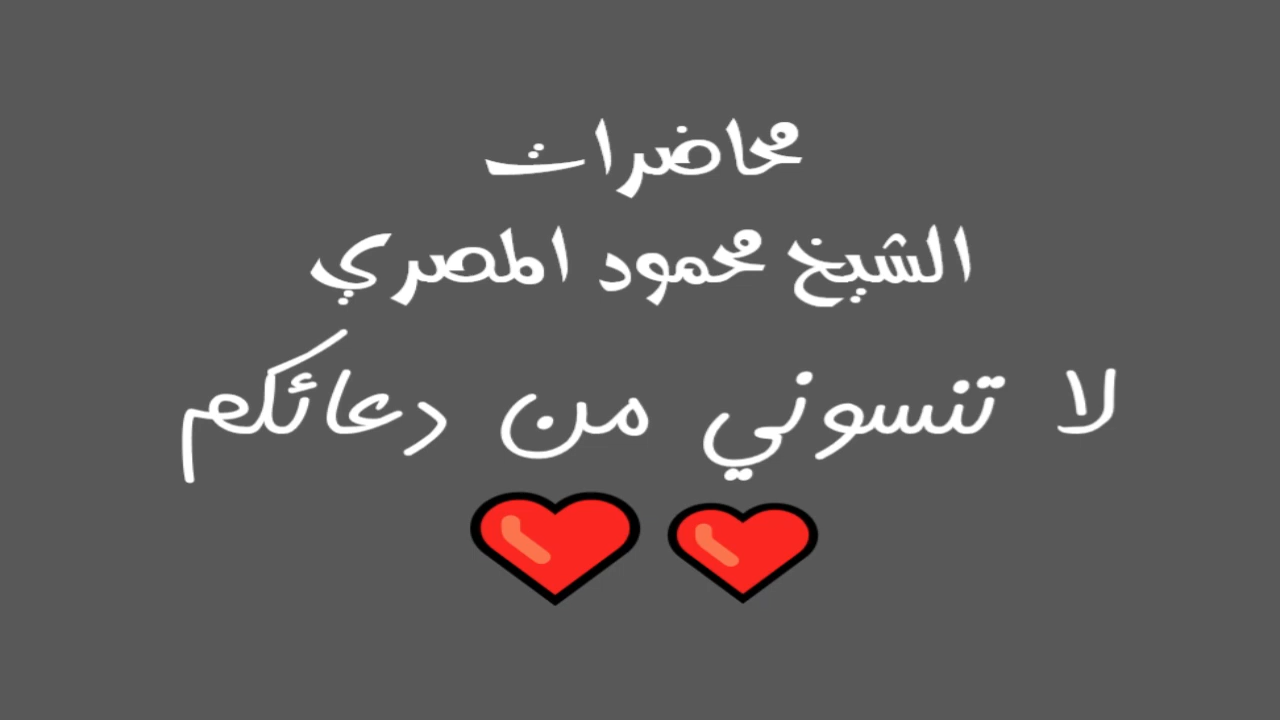 محاضرات
الشيخ محمود المصري
لا تنسوني من دعائكم